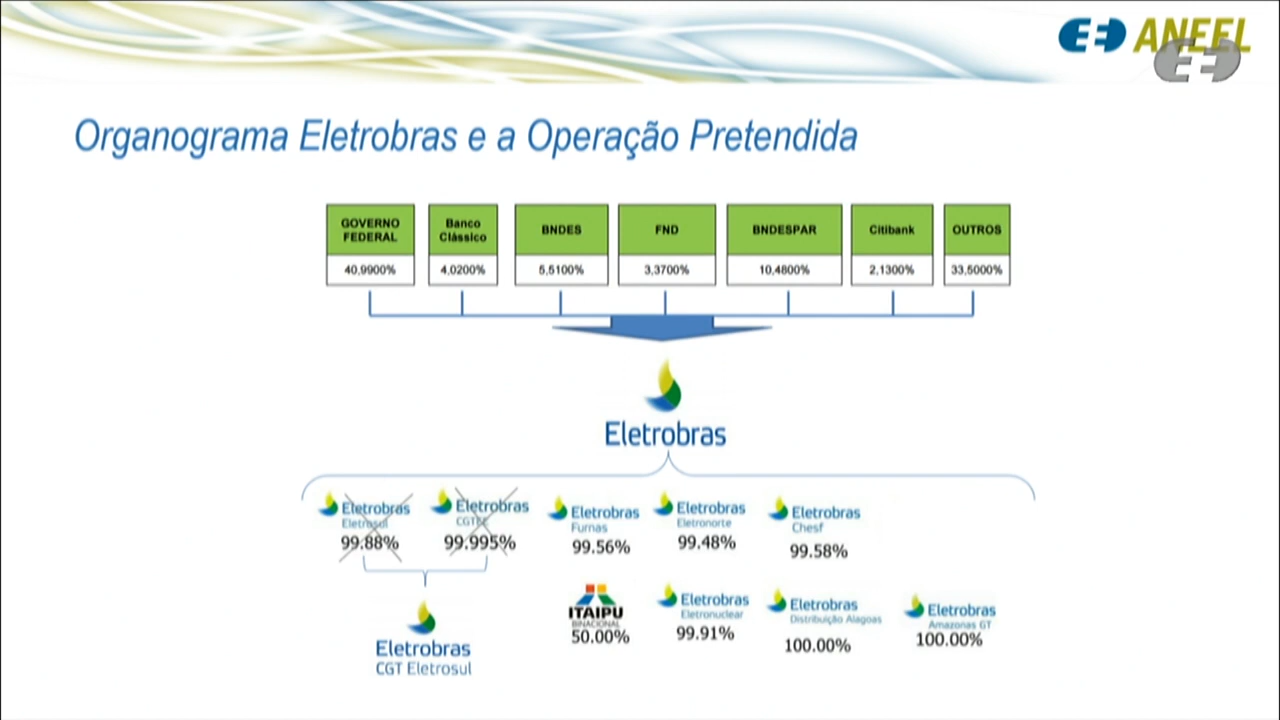 ANEEL
Organograma Eletrobras e a Operação Pretendida
GOVERNO
FEDERAL
40,9900%
Banco
Clássico
4,0200%
BNDES
5,5100%
FND
3,3700%
BNDESPAR
10,4800%
Citibank
2,1300%
OUTROS
33,5000%
Eletrobras
Eletrobras
Eletrosul
99.88%
Eletrobras
CGTEE
99.995%
Eletrobras
Furnas
99.56%
Eletrobras
Eletronorte
99.48%
Eletrobras
Chesf
99.58%
Eletrobras
CGT Eletrosul
ITAIPU
BINACIONAL
50.00%
Eletrobras
Eletronuclear
99.91%
Eletrobras
Distribuição Alagoas
100.00%
Eletrobras
Amazonas GT
100.00%